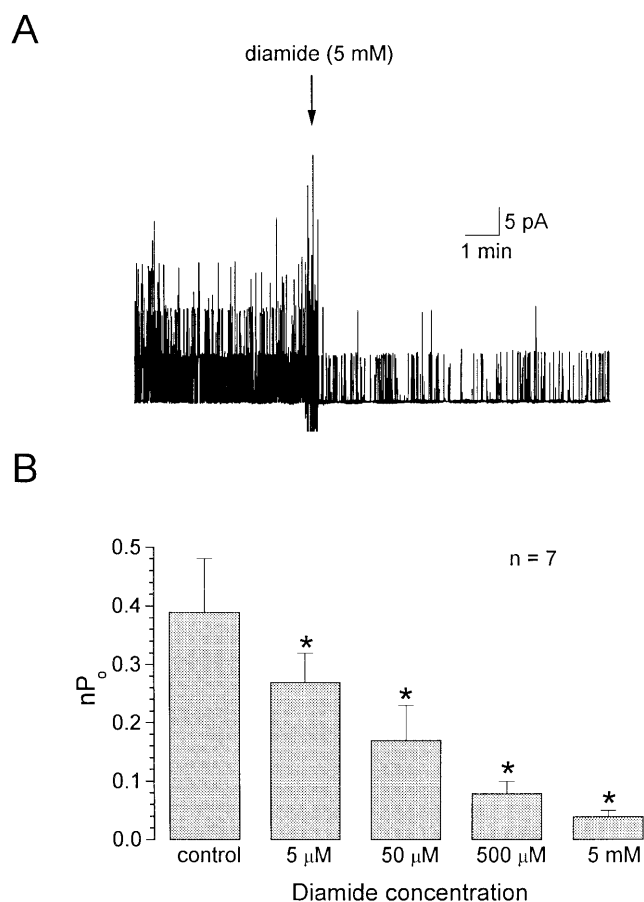 A
diamide (5 mM)
5 pA
1 min
B
n = 7
nPo
0.5
0.4
0.3
0.2
0.1
0.0
* * * *
control 5 μM 50 μM 500 μM 5 mM
Diamide concentration